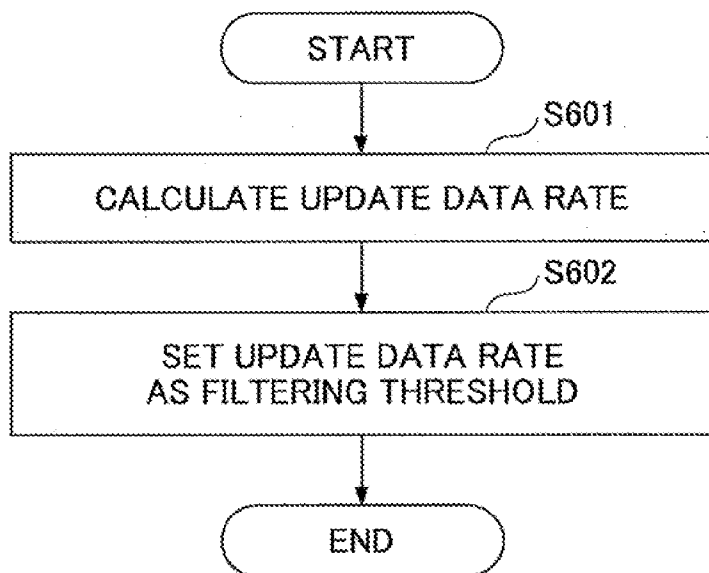 START
S601
CALCULATE UPDATE DATA RATE
S602
SET UPDATE DATA RATE
AS FILTERING THRESHOLD
END